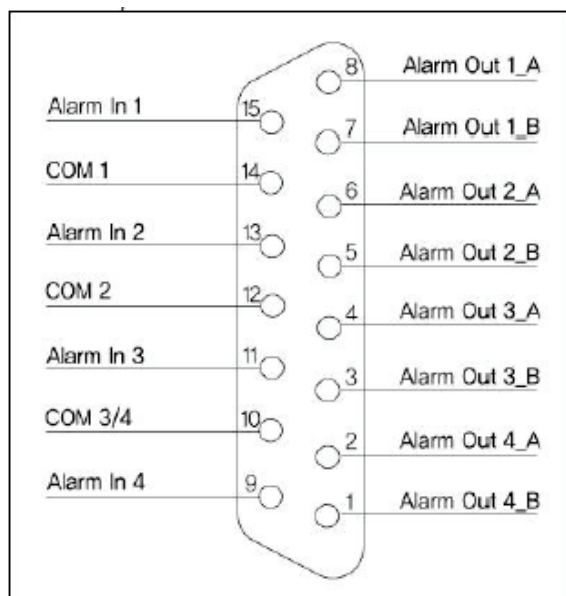 8 Alarm Out 1_A
Alarm In 1 15
7 Alarm Out 1_B
COM 1 14
6 Alarm Out 2_A
Alarm In 2 13
5 Alarm Out 2_B
COM 2 12
4 Alarm Out 3_A
Alarm In 3 11
3 Alarm Out 3_B
COM 3/4 10
2 Alarm Out 4_A
Alarm In 4 9
1 Alarm Out 4_B